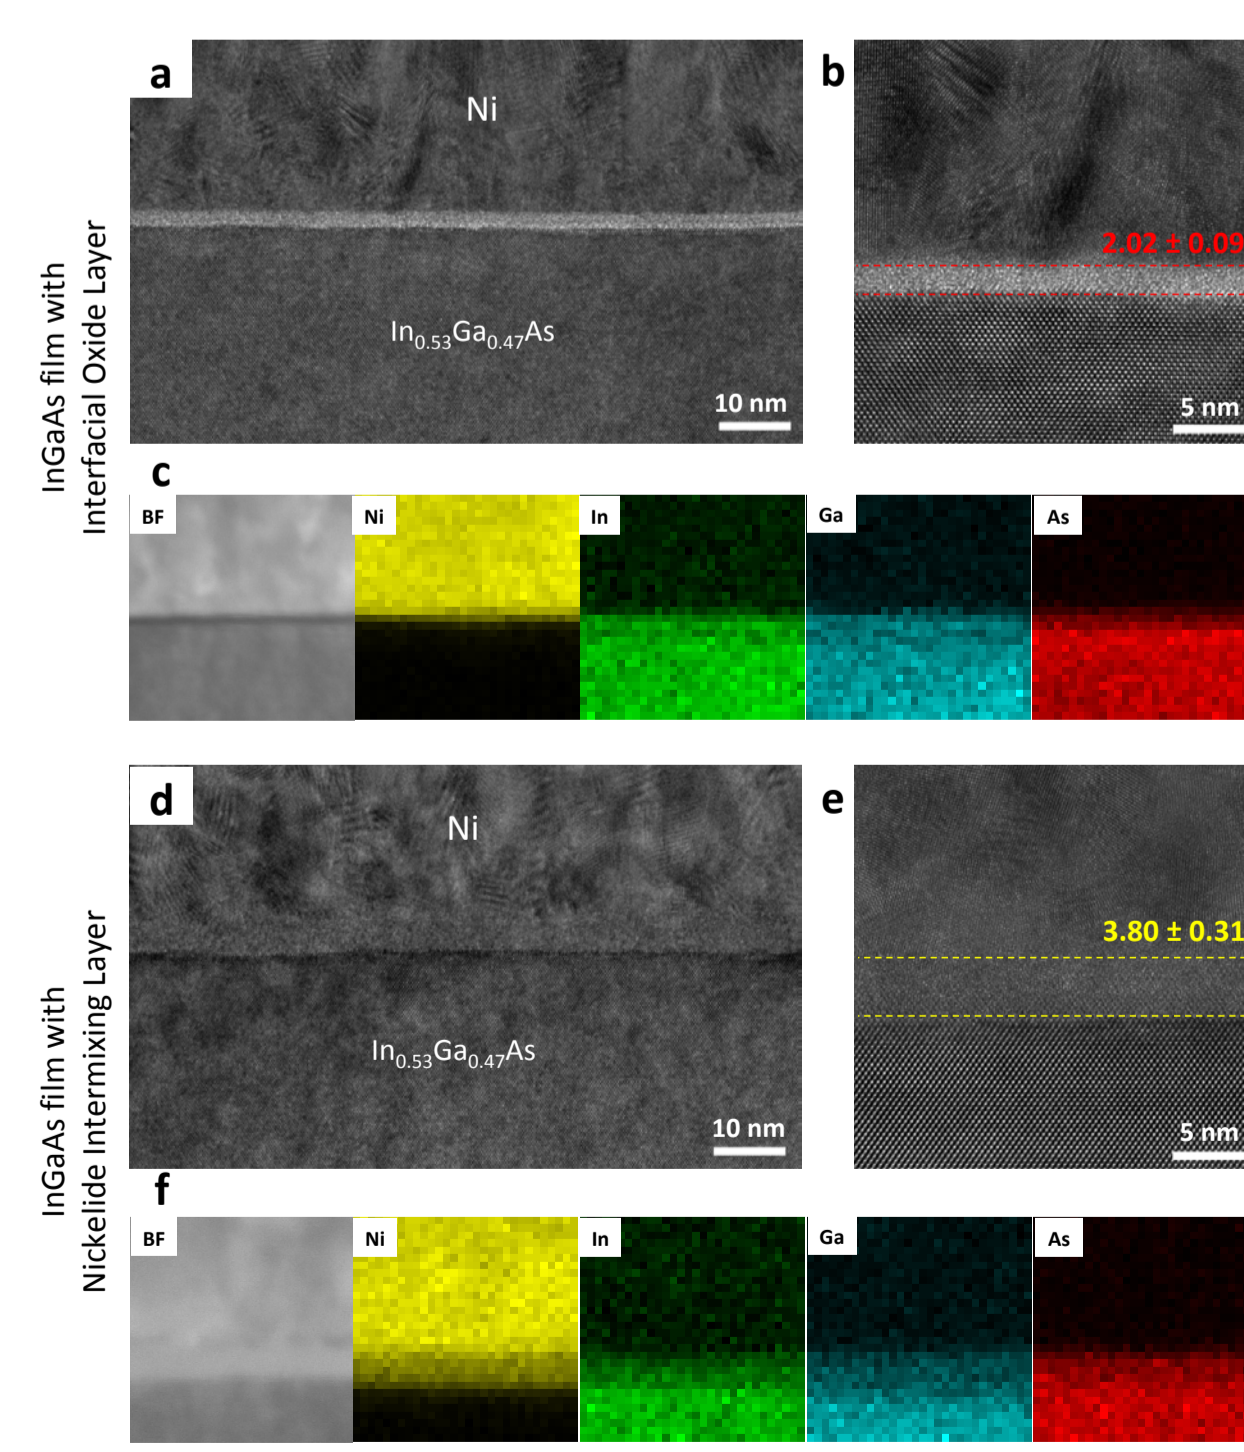 a
Ni
In0.53Ga0.47As
10 nm
b
2.02 ± 0.09
5 nm
InGaAs film with
Interfacial Oxide Layer
c
BF
Ni
In
Ga
As
d
Ni
In0.53Ga0.47As
10 nm
e
3.80 ± 0.31
5 nm
InGaAs film with
Nickelide Intermixing Layer
f
BF
Ni
In
Ga
As